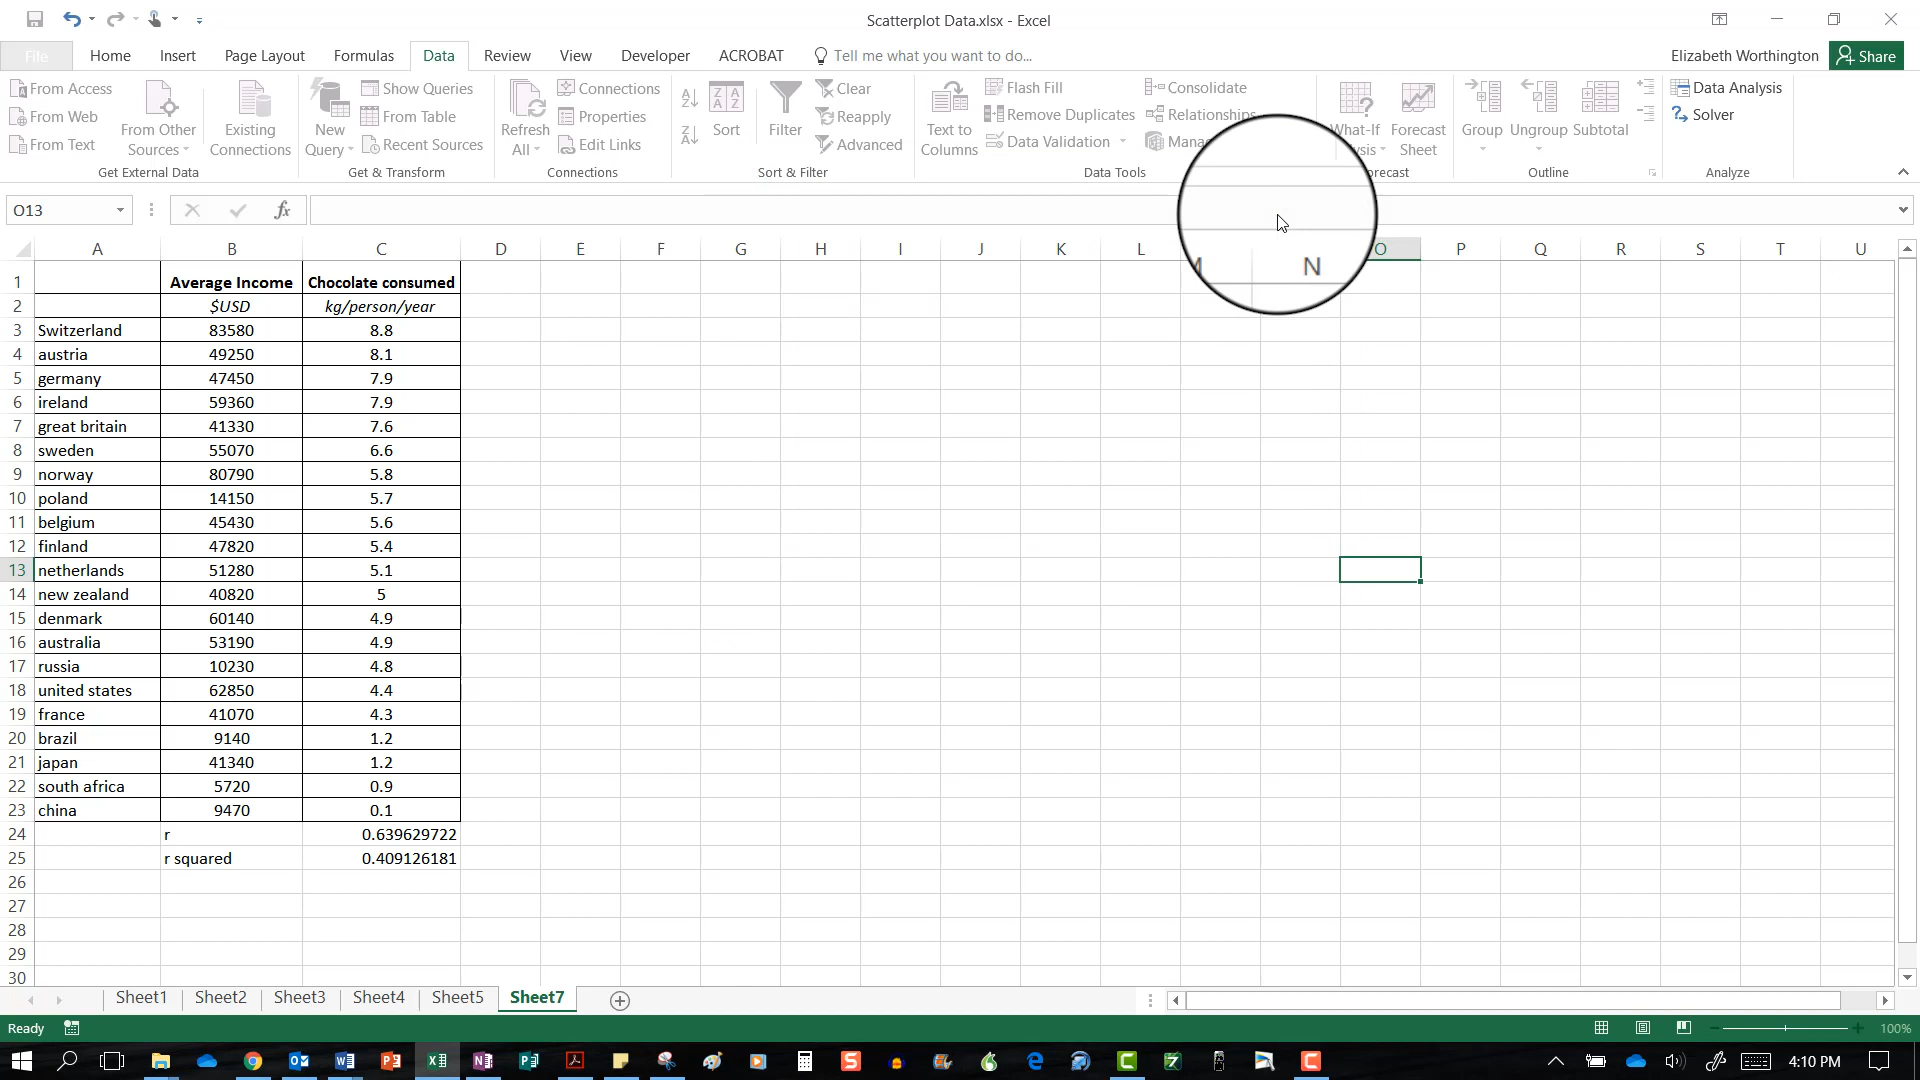 Scatterplot Data.xlsx - Excel
File Home Insert Page Layout Formulas Data Review View Developer ACROBAT Tell me what you want to do... Elizabeth Worthington Share
From Access
From Web
From Text
From Other Sources
Existing Connections
Get External Data
New Query
Show Queries
From Table
Recent Sources
Get & Transform
Refresh All
Connections
Properties
Edit Links
Connections
Sort
Filter
Clear
Reapply
Advanced
Sort & Filter
Text to Columns
Flash Fill
Remove Duplicates
Data Validation
Consolidate
Relationships
Data Tools
What-If
Forecast Sheet
Group Ungroup Subtotal
Outline
Data Analysis
Solver
Analyze
O13 fx
A B C D E F G H I J K L N O P Q R S T U
1 Average Income Chocolate consumed
2 $USD kg/person/year
3 Switzerland 83580 8.8
4 austria 49250 8.1
5 germany 47450 7.9
6 ireland 59360 7.9
7 great britain 41330 7.6
8 sweden 55070 6.6
9 norway 80790 5.8
10 poland 14150 5.7
11 belgium 45430 5.6
12 finland 47820 5.4
13 netherlands 51280 5.1
14 new zealand 40820 5
15 denmark 60140 4.9
16 australia 53190 4.9
17 russia 10230 4.8
18 united states 62850 4.4
19 france 41070 4.3
20 brazil 9140 1.2
21 japan 41340 1.2
22 south africa 5720 0.9
23 china 9470 0.1
24 r 0.639629722
25 r squared 0.409126181
26
27
28
29
30
Sheet1 Sheet2 Sheet3 Sheet4 Sheet5 Sheet7
Ready 100%
4:10 PM